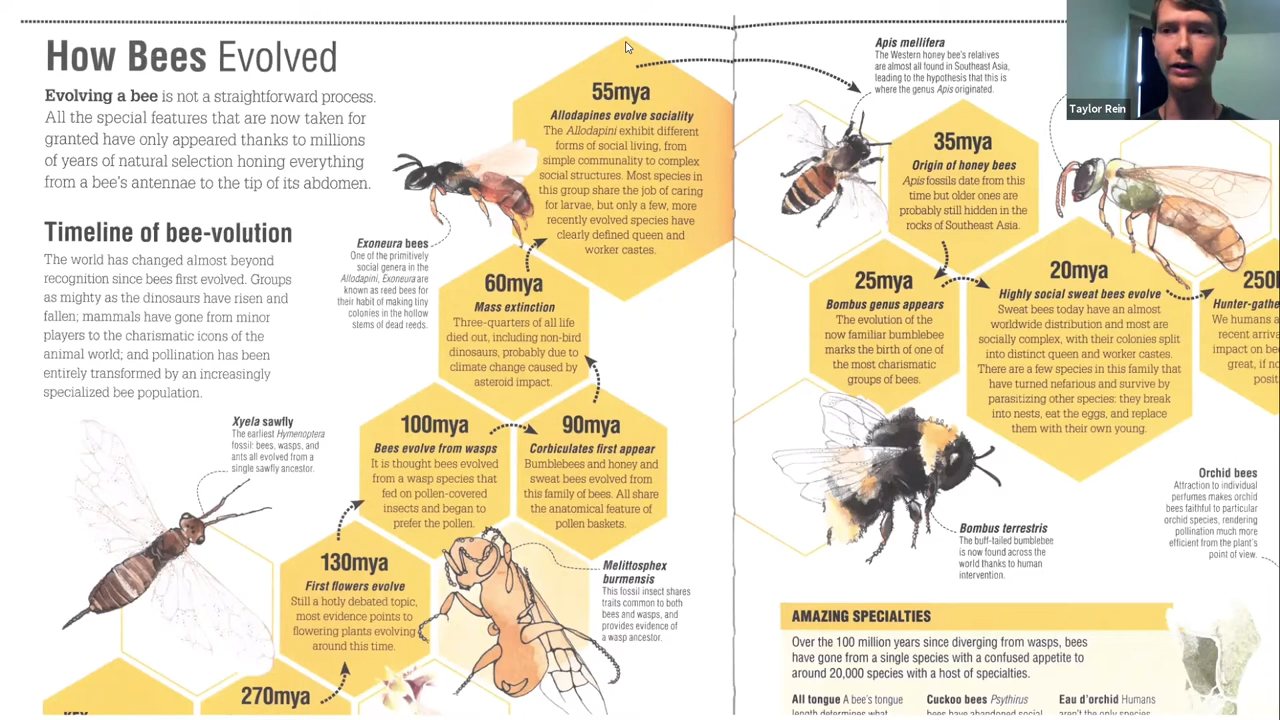 How Bees Evolved
Evolving a bee is not a straightforward process.
All the special features that are now taken for
granted have only appeared thanks to millions
of years of natural selection honing everything
from a bee's antennae to the tip of its abdomen.
Timeline of bee-volution
The world has changed almost beyond
recognition since bees first evolved. Groups
as mighty as the dinosaurs have risen and
fallen; mammals have gone from minor
players to the charismatic icons of the
animal world; and pollination has been
entirely transformed by an increasingly
specialized bee population.
Xyela sawfly
The earliest Hymenoptera
fossil: bees, wasps, and
ants all evolved from a
single sawfly ancestor.
KEY
270mya
130mya
First flowers evolve
Still a hotly debated topic,
most evidence points to
flowering plants evolving
around this time.
100mya
Bees evolve from wasps
It is thought bees evolved
from a wasp species that
fed on pollen-covered
insects and began to
prefer the pollen.
90mya
Corbiculates first appear
Bumblebees and honey and
sweat bees evolved from
this family of bees. All share
the anatomical feature of
pollen baskets.
Melittosphex
burmensis
This fossil insect shares
traits common to both
bees and wasps, and
provides evidence of
a wasp ancestor.
60mya
Mass extinction
Three-quarters of all life
died out, including non-bird
dinosaurs, probably due to
climate change caused by
asteroid impact.
Exoneura bees
One of the primitively
social genera in the
Allodapini, Exoneura are
known as reed bees for
their habit of making tiny
colonies in the hollow
stems of dead reeds.
55mya
Allodapines evolve sociality
The Allodapini exhibit different
forms of social living, from
simple communality to complex
social structures. Most species in
this group share the job of caring
for larvae, but only a few, more
recently evolved species have
clearly defined queen and
worker castes.
Apis mellifera
The Western honey bee's relatives
are almost all found in Southeast Asia,
leading to the hypothesis that this is
where the genus Apis originated.
35mya
Origin of honey bees
Apis fossils date from this
time but older ones are
probably still hidden in the
rocks of Southeast Asia.
25mya
Bombus genus appears
The evolution of the
now familiar bumblebee
marks the birth of one of
the most charismatic
groups of bees.
20mya
Highly social sweat bees evolve
Sweat bees today have an almost
worldwide distribution and most are
socially complex, with their colonies split
into distinct queen and worker castes.
There are a few species in this family that
have turned nefarious and survive by
parasitizing other species: they break
into nests, eat the eggs, and replace
them with their own young.
Hunter-gath
We humans a
recent arriv
impact on be
great, if no
posit
Bombus terrestris
The buff-tailed bumblebee
is now found across the
world thanks to human
intervention.
Orchid bees
Attraction to individual
perfumes makes orchid
bees faithful to particular
orchid species, rendering
pollination much more
efficient from the plant's
point of view.
AMAZING SPECIALTIES
Over the 100 million years since diverging from wasps, bees
have gone from a single species with a confused appetite to
around 20,000 species with a host of specialties.
All tongue A bee's tongue
length determines what
Cuckoo bees Psythirus
bees have abandoned social
Eau d'orchid Humans
aren't the only species
Taylor Rein